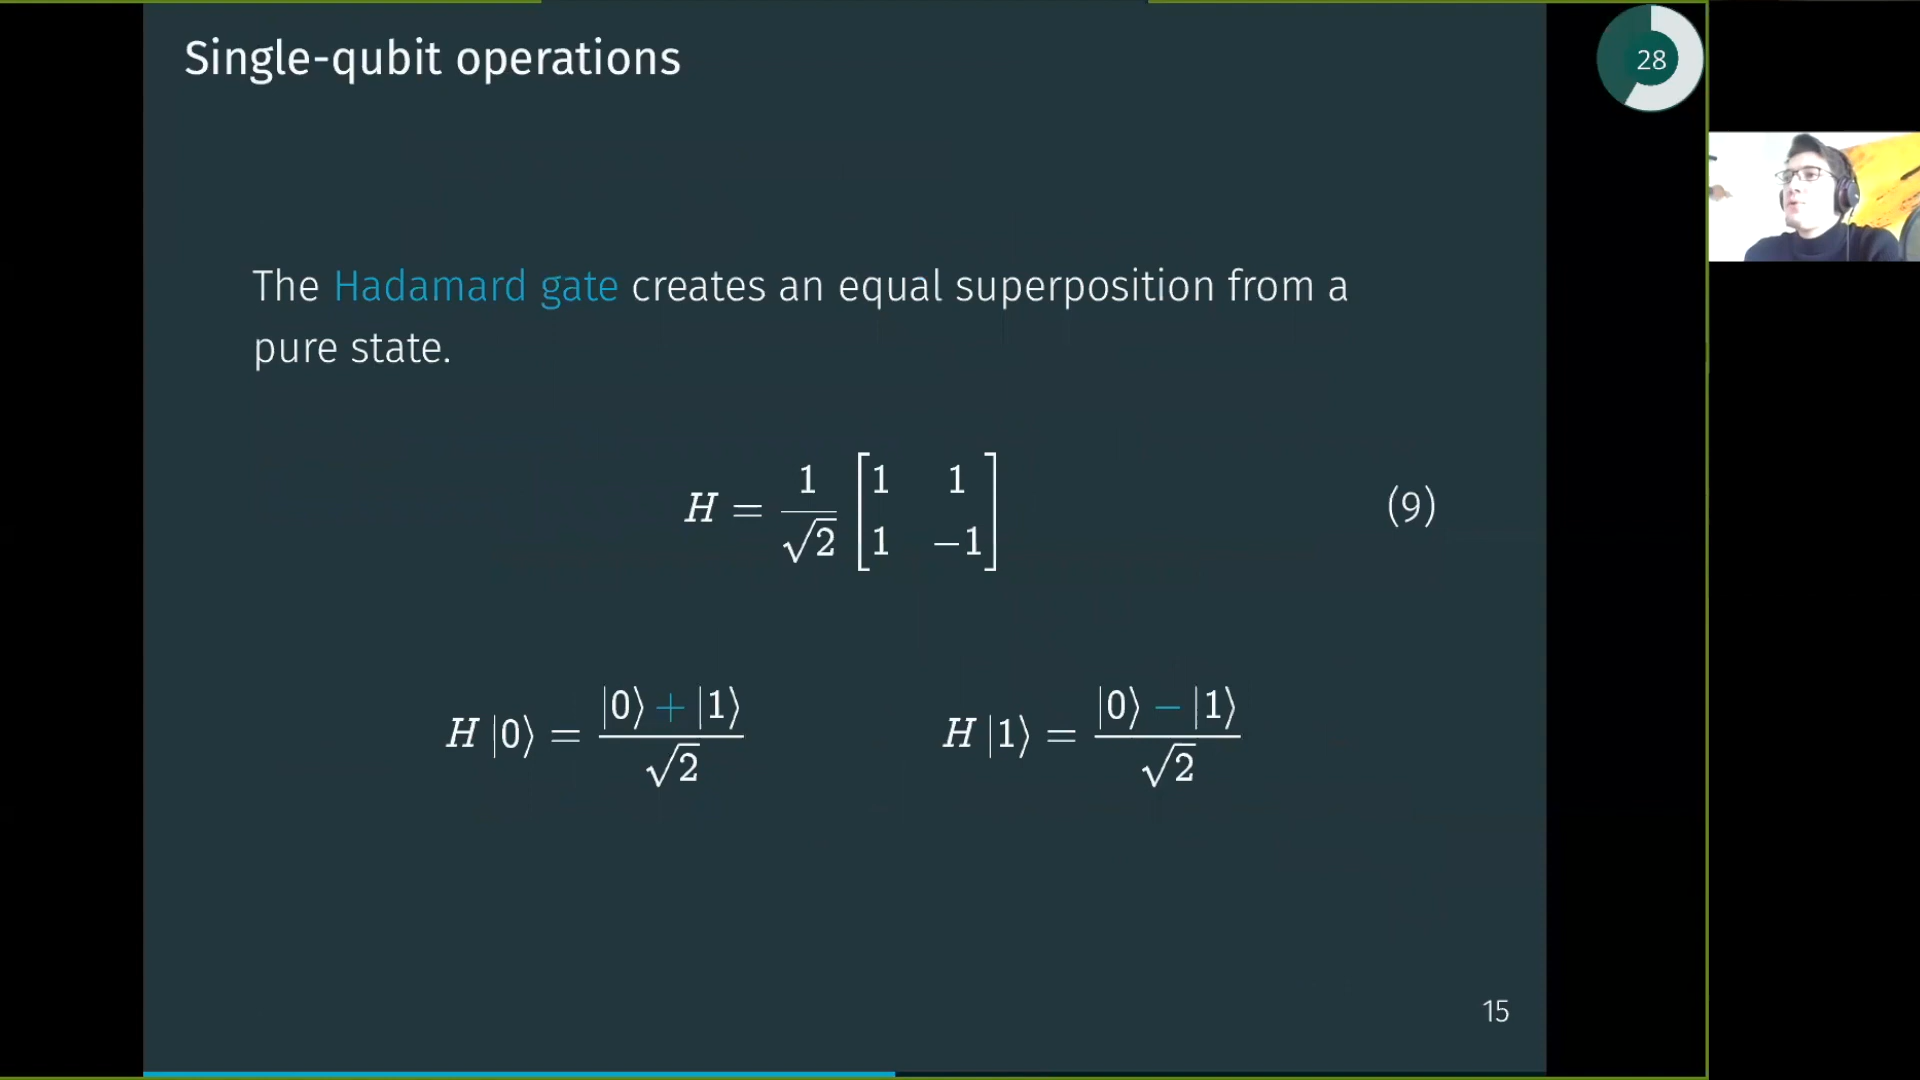 Single-qubit operations
28
The Hadamard gate creates an equal superposition from a
pure state.
H = 1/√2 [1 1; 1 −1] (9)
H |0⟩ = (|0⟩ + |1⟩)/√2 H |1⟩ = (|0⟩ − |1⟩)/√2
15